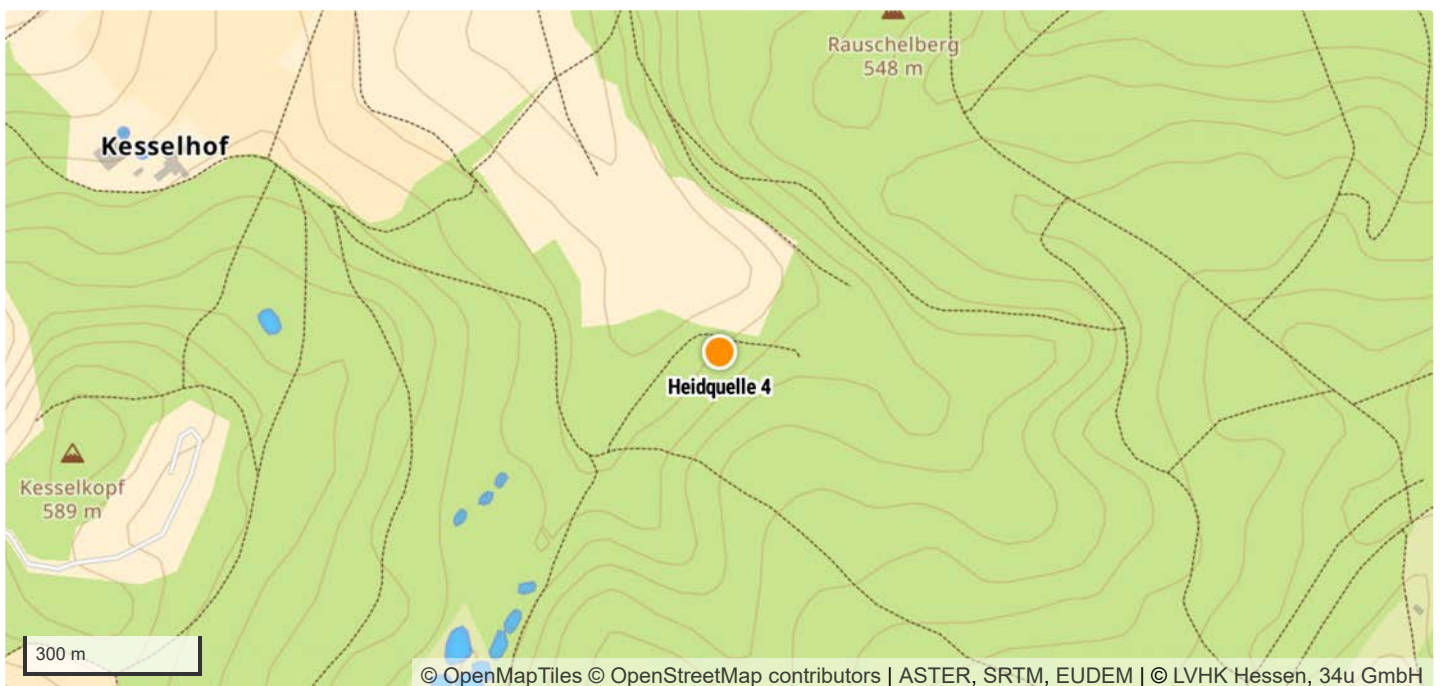 Rauschelberg
548 m
Kesselhof
Heidquelle 4
Kesselkopf
589 m
300 m
© OpenMapTiles © OpenStreetMap contributors | ASTER, SRTM, EUDEM | © LVHK Hessen, 34u GmbH